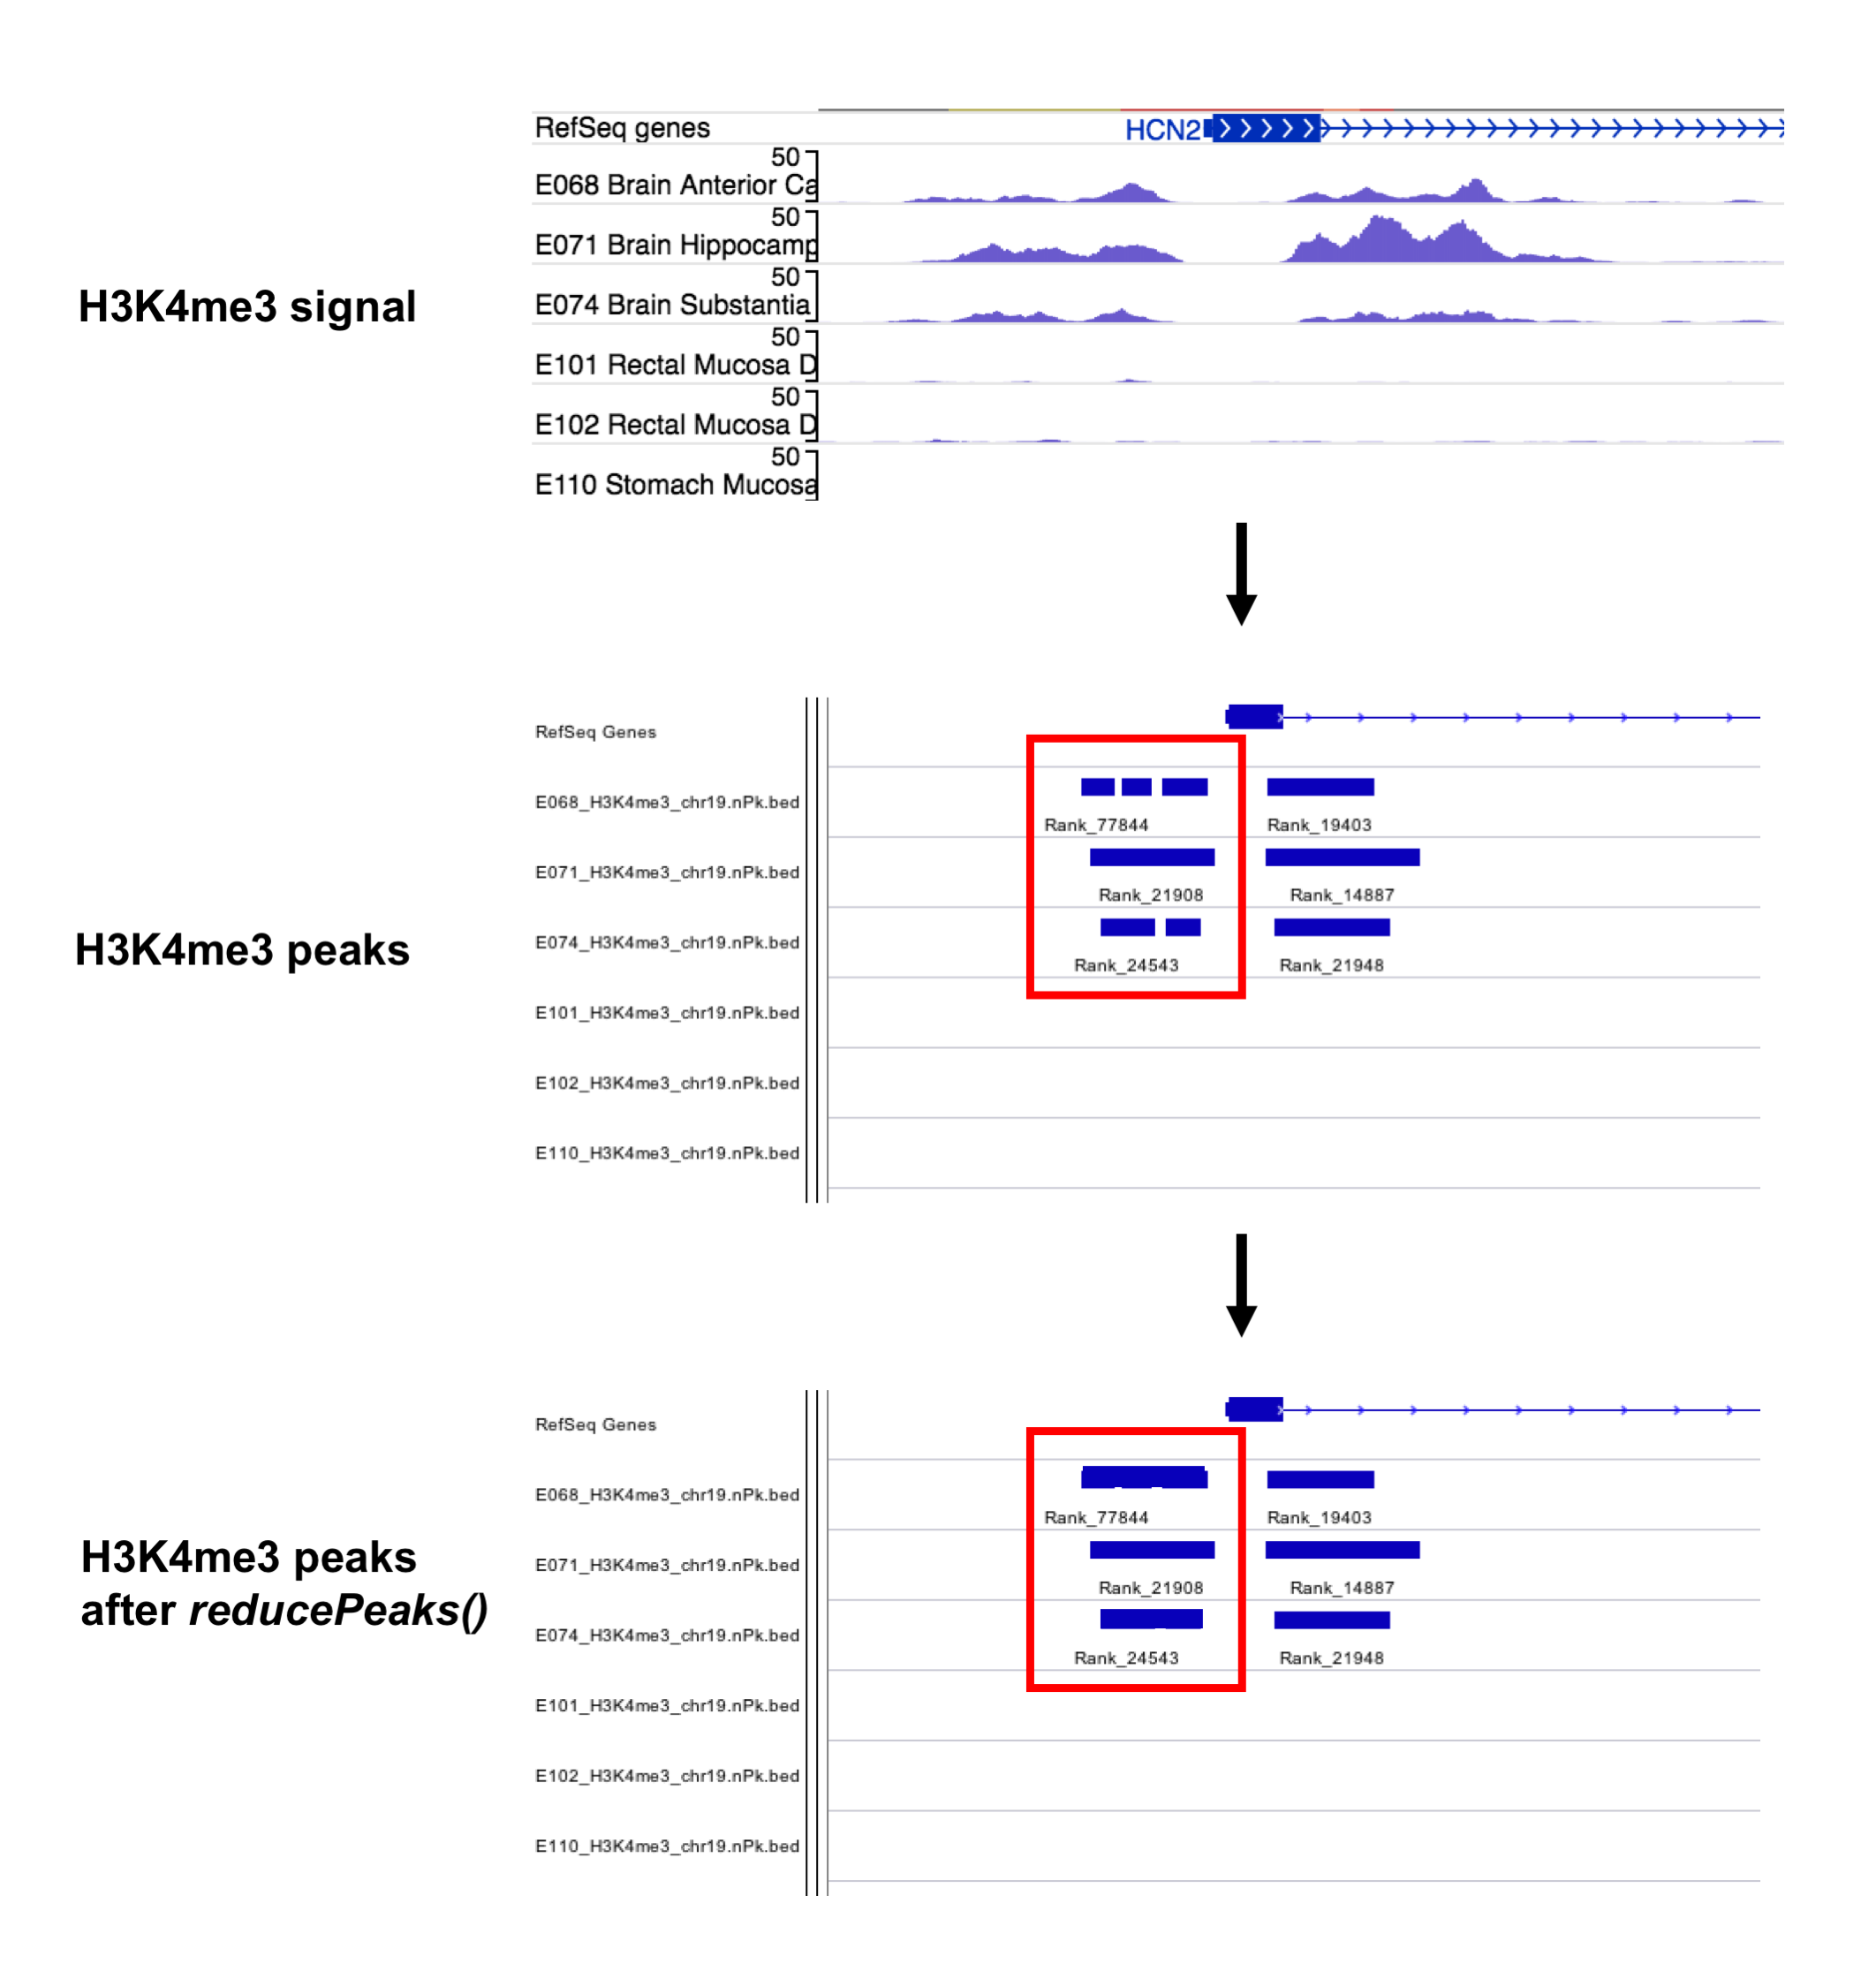 RefSeq genes
HCN2
50
E068 Brain Anterior Ca
50
E071 Brain Hippocamp
50
E074 Brain Substantia
50
E101 Rectal Mucosa D
50
E102 Rectal Mucosa D
50
E110 Stomach Mucosa
H3K4me3 signal
RefSeq Genes
E068_H3K4me3_chr19.nPk.bed
Rank_77844
Rank_19403
E071_H3K4me3_chr19.nPk.bed
Rank_21908
Rank_14887
E074_H3K4me3_chr19.nPk.bed
Rank_24543
Rank_21948
E101_H3K4me3_chr19.nPk.bed
E102_H3K4me3_chr19.nPk.bed
E110_H3K4me3_chr19.nPk.bed
H3K4me3 peaks
RefSeq Genes
E068_H3K4me3_chr19.nPk.bed
Rank_77844
Rank_19403
E071_H3K4me3_chr19.nPk.bed
Rank_21908
Rank_14887
E074_H3K4me3_chr19.nPk.bed
Rank_24543
Rank_21948
E101_H3K4me3_chr19.nPk.bed
E102_H3K4me3_chr19.nPk.bed
E110_H3K4me3_chr19.nPk.bed
H3K4me3 peaks
after reducePeaks()